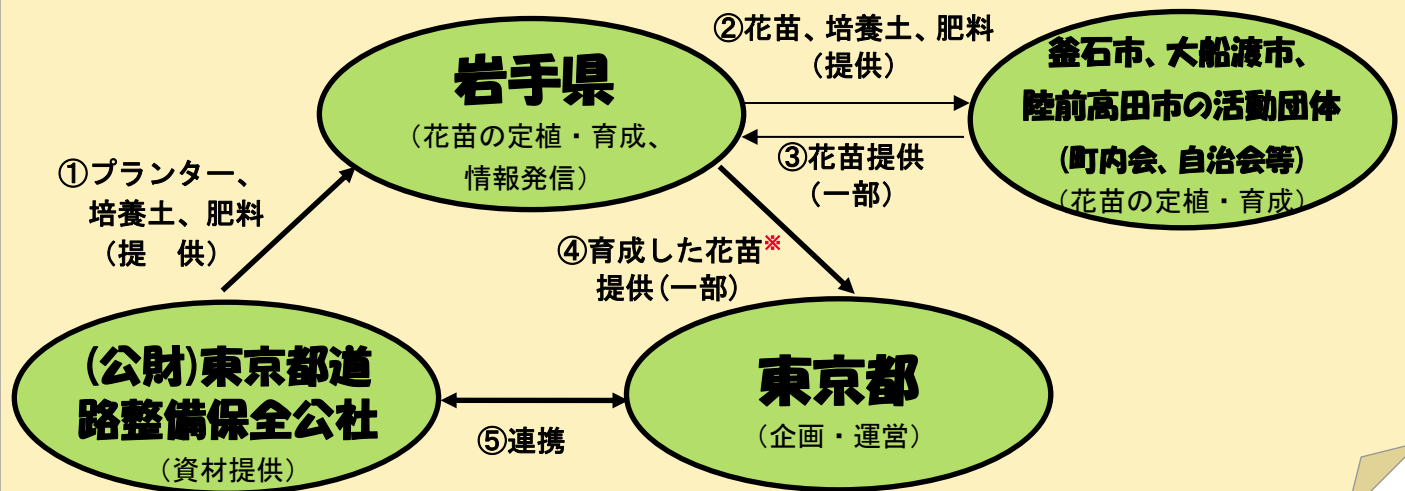 ②花苗、培養土、肥料
(提供)
岩手県
(花苗の定植・育成、
情報発信)
釜石市、大船渡市、
陸前高田市の活動団体
(町内会、自治会等)
(花苗の定植・育成)
③花苗提供
(一部)
①プランター、
培養土、肥料
(提　供)
④育成した花苗※
提供(一部)
(公財)東京都道
路整備保全公社
(資材提供)
⑤連携
東京都
(企画・運営)